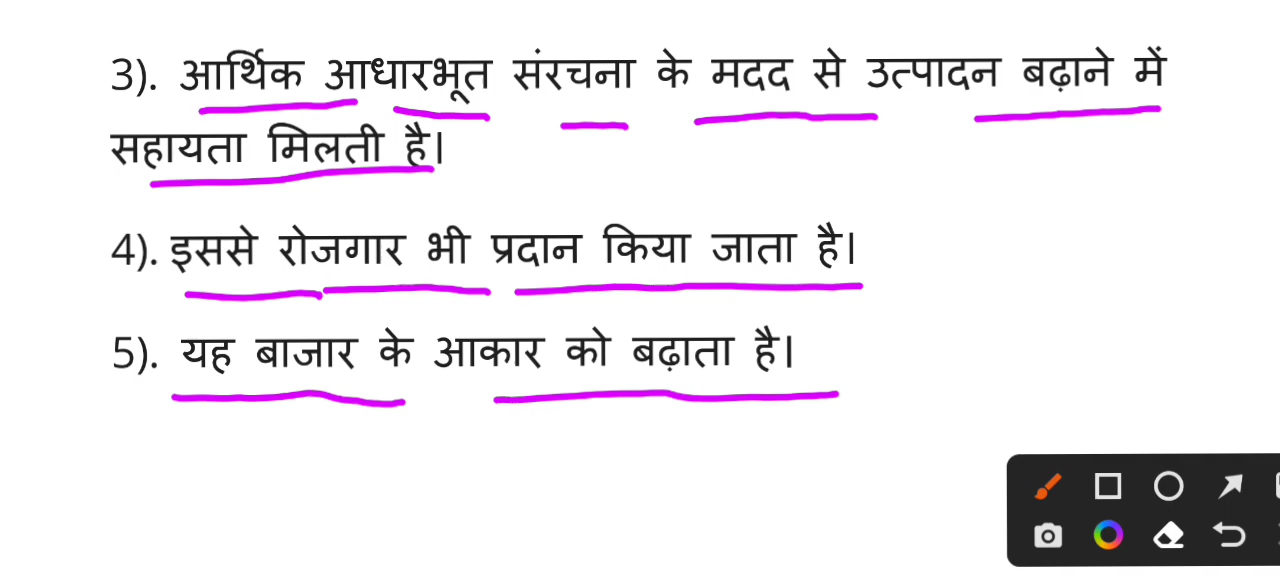 3). आर्थिक आधारभूत संरचना के मदद से उत्पादन बढ़ाने में
सहायता मिलती है।
4). इससे रोजगार भी प्रदान किया जाता है।
5). यह बाजार के आकार को बढ़ाता है।